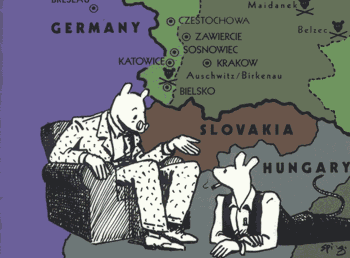 BRESLAU
Maidanek
GERMANY
CZESTOCHOWA
ZAWIERCIE
Belzec
SOSNOWIEC
KATOWICE
KRAKOW
Auschwitz/Birkenau
BIELSKO
SLOVAKIA
HUNGARY